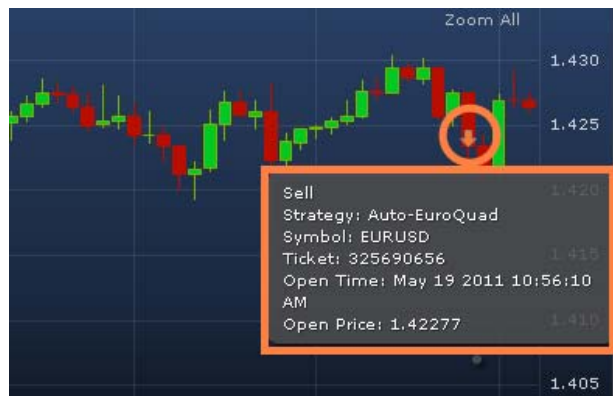 Zoom All
1.430
1.425
1.420
1.415
1.410
1.405
Sell
Strategy: Auto-EuroQuad
Symbol: EURUSD
Ticket: 325690656
Open Time: May 19 2011 10:56:10
AM
Open Price: 1.42277